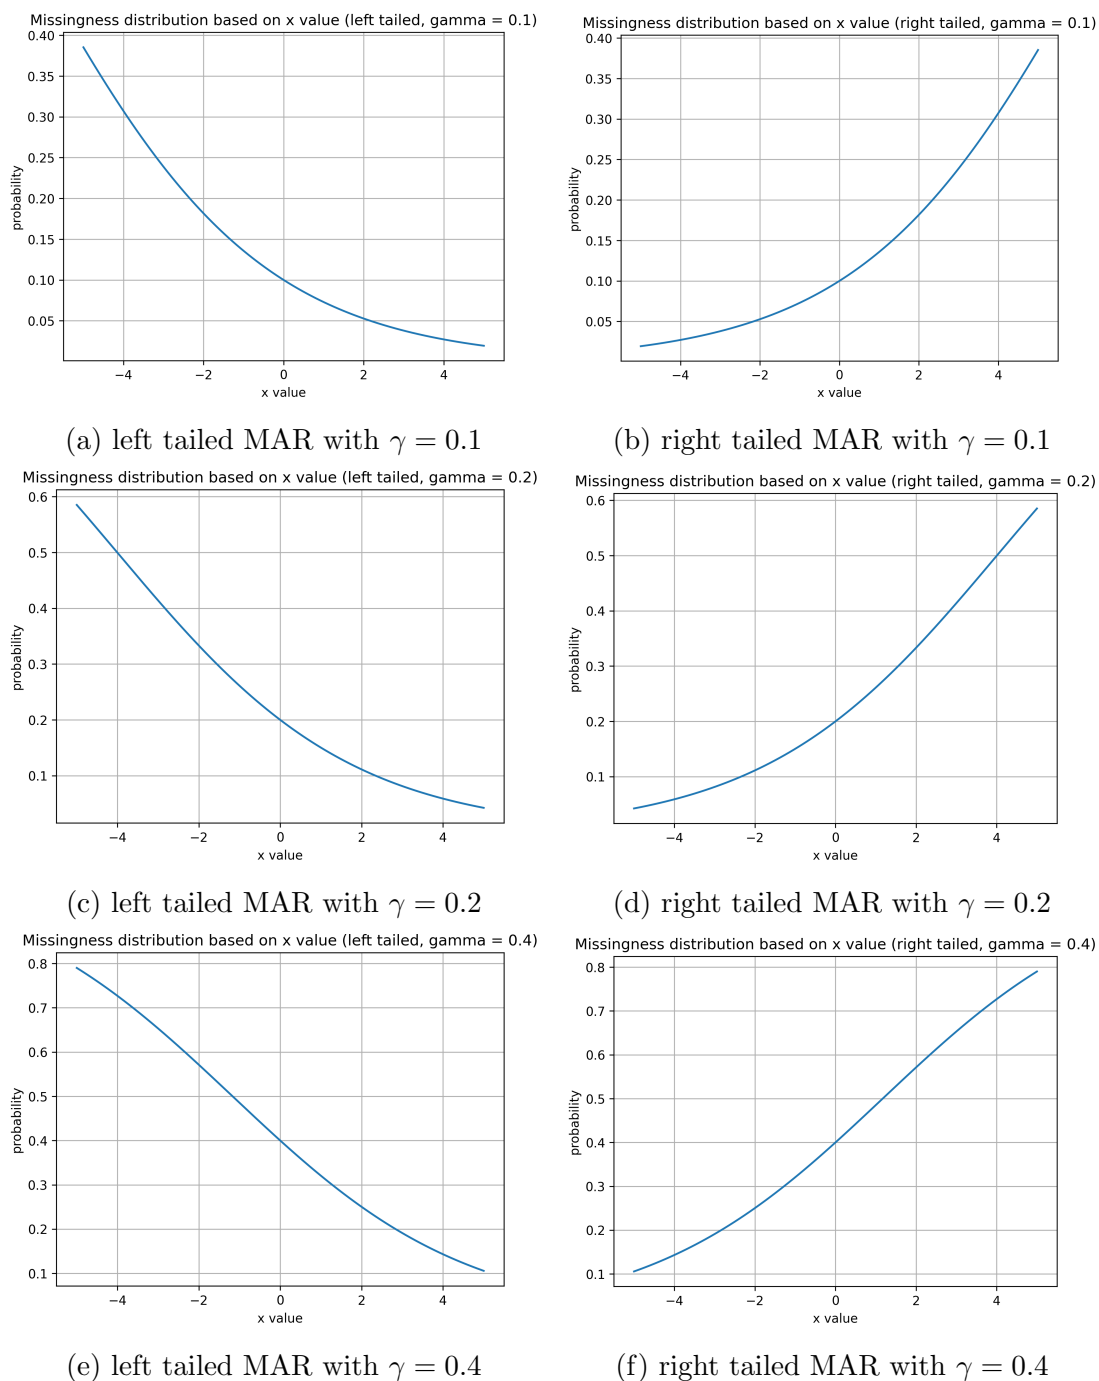 Missingness distribution based on x value (left tailed, gamma = 0.1)
0.40
0.35
0.30
0.25
0.20
0.15
0.10
0.05
probability
−4 −2 0 2 4
x value
(a) left tailed MAR with γ = 0.1
Missingness distribution based on x value (right tailed, gamma = 0.1)
0.40
0.35
0.30
0.25
0.20
0.15
0.10
0.05
probability
−4 −2 0 2 4
x value
(b) right tailed MAR with γ = 0.1
Missingness distribution based on x value (left tailed, gamma = 0.2)
0.6
0.5
0.4
0.3
0.2
0.1
probability
−4 −2 0 2 4
x value
(c) left tailed MAR with γ = 0.2
Missingness distribution based on x value (right tailed, gamma = 0.2)
0.6
0.5
0.4
0.3
0.2
0.1
probability
−4 −2 0 2 4
x value
(d) right tailed MAR with γ = 0.2
Missingness distribution based on x value (left tailed, gamma = 0.4)
0.8
0.7
0.6
0.5
0.4
0.3
0.2
0.1
probability
−4 −2 0 2 4
x value
(e) left tailed MAR with γ = 0.4
Missingness distribution based on x value (right tailed, gamma = 0.4)
0.8
0.7
0.6
0.5
0.4
0.3
0.2
0.1
probability
−4 −2 0 2 4
x value
(f) right tailed MAR with γ = 0.4